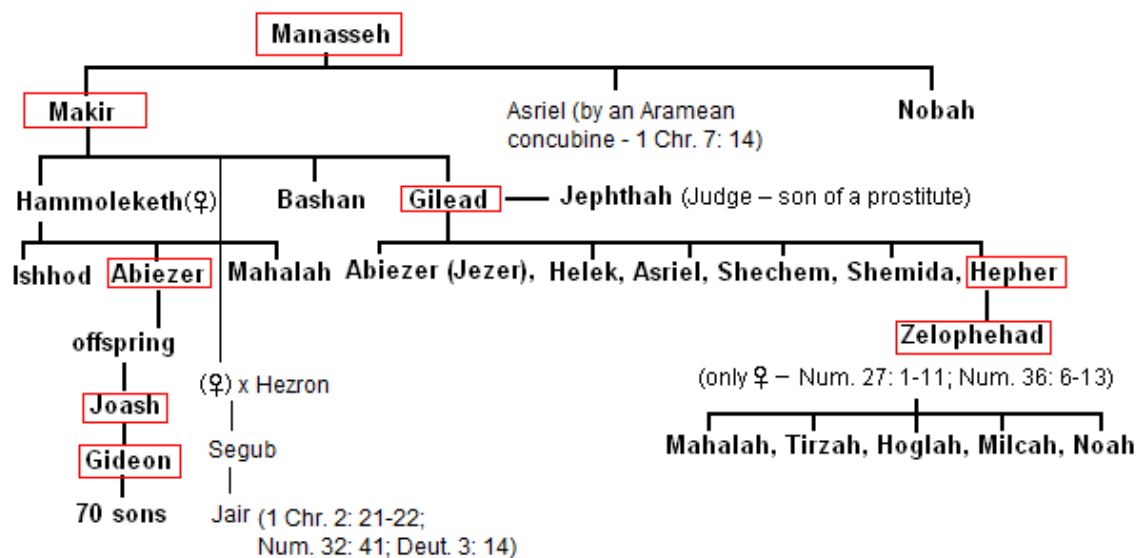 Manasseh
Makir
Asriel (by an Aramean
concubine - 1 Chr. 7: 14)
Nobah
Hammoleketh(♀)
Bashan
Gilead
Jephthah (Judge – son of a prostitute)
Ishhod
Abiezer
Mahalah
Abiezer (Jezer), Helek, Asriel, Shechem, Shemida, Hepher
offspring
Zelophehad
(♀) x Hezron
(only ♀ – Num. 27: 1-11; Num. 36: 6-13)
Joash
Gideon
Segub
Mahalah, Tirzah, Hoglah, Milcah, Noah
70 sons
Jair (1 Chr. 2: 21-22;
Num. 32: 41; Deut. 3: 14)